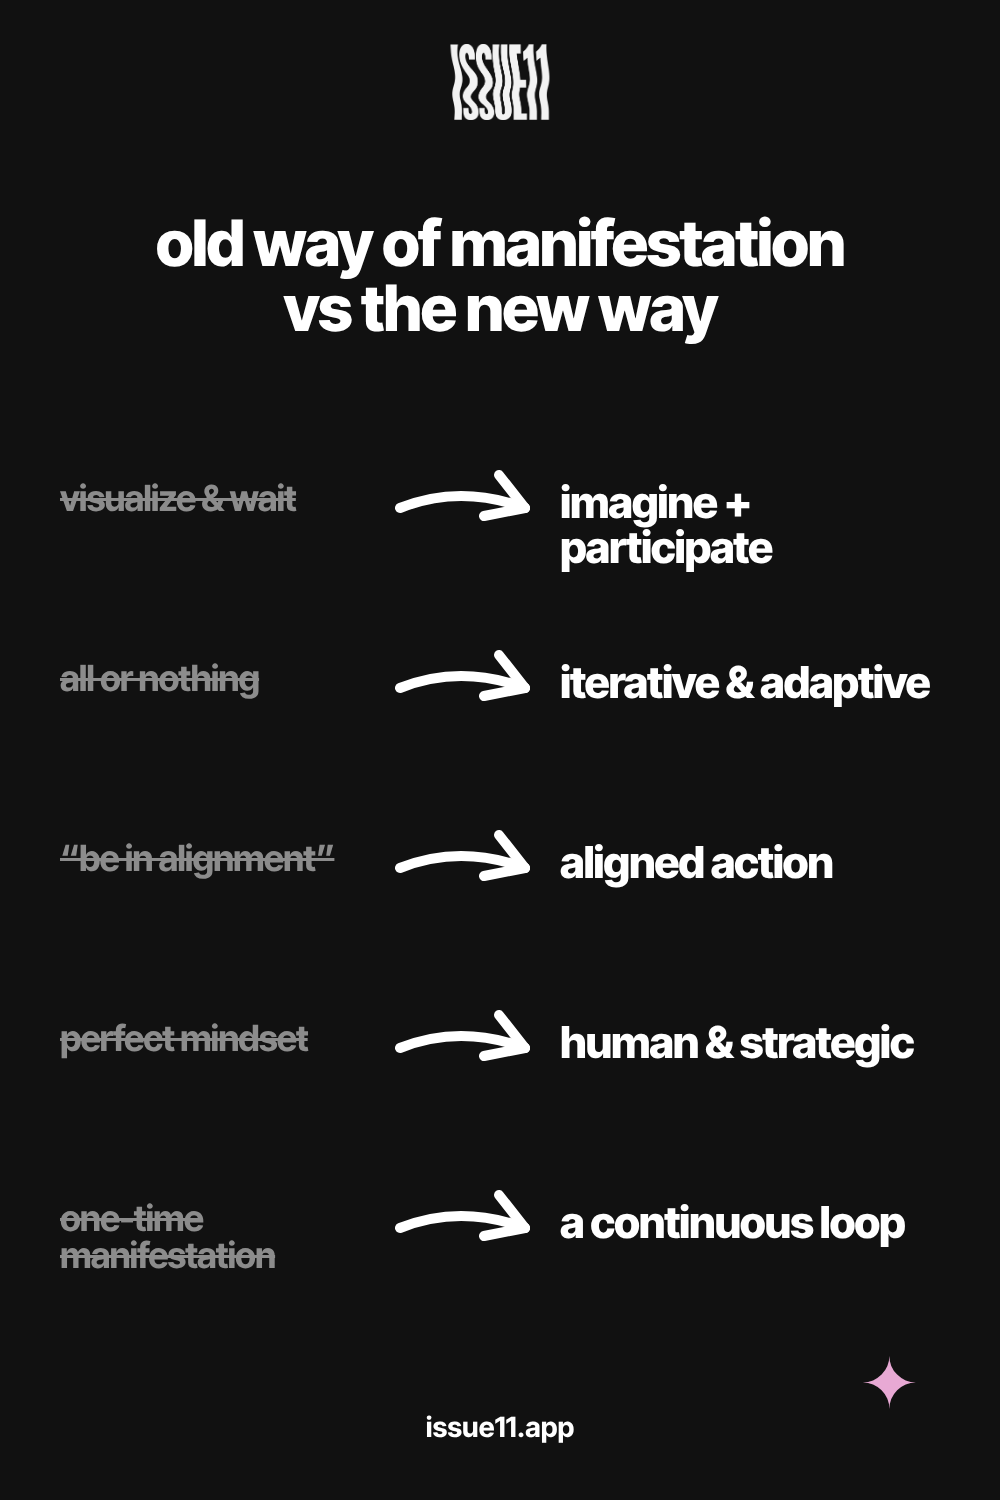 ISSUE11
old way of manifestation
vs the new way
visualize & wait
imagine +
participate
all or nothing
iterative & adaptive
“be in alignment”
aligned action
perfect mindset
human & strategic
one-time
manifestation
a continuous loop
issue11.app